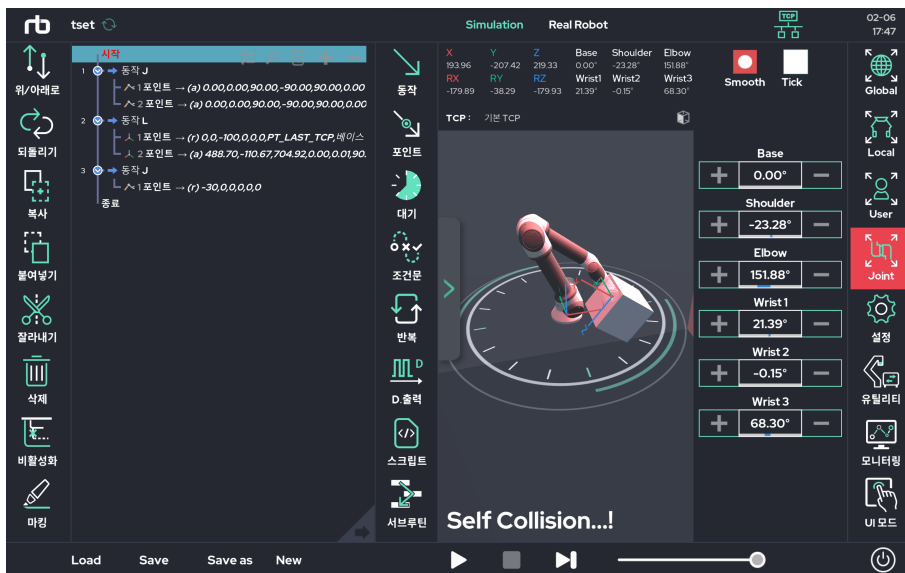 rb
tset
Simulation
Real Robot
TCP
02-06
17:47
위/아래로
되돌리기
복사
붙여넣기
잘라내기
삭제
비활성화
마킹
시작
1 동작 J
1 포인트 → (a) 0.00,0.00,90.00,-90.00,90.00,0.00
2 포인트 → (a) 0.00,0.00,90.00,-90.00,90.00,0.00
2 동작 L
1 포인트 → (r) 0,0,-100,0,0,0,PT_LAST_TCP,베이스
2 포인트 → (a) 488.70,-110.67,704.92,0.00,0.01,90.
3 동작 J
1 포인트 → (r) -30,0,0,0,0,0
종료
동작
포인트
대기
조건문
반복
D
D.출력
스크립트
서브루틴
X Y Z Base Shoulder Elbow
193.96 -207.42 219.33 0.00° -23.28° 151.88°
RX RY RZ Wrist1 Wrist2 Wrist3
-179.89 -38.29 -179.93 21.39° -0.15° 68.30°
TCP : 기본 TCP
Self Collision...!
Smooth
Tick
Base
0.00°
Shoulder
-23.28°
Elbow
151.88°
Wrist 1
21.39°
Wrist 2
-0.15°
Wrist 3
68.30°
Global
Local
User
Joint
설정
유틸리티
모니터링
UI 모드
Load
Save
Save as
New